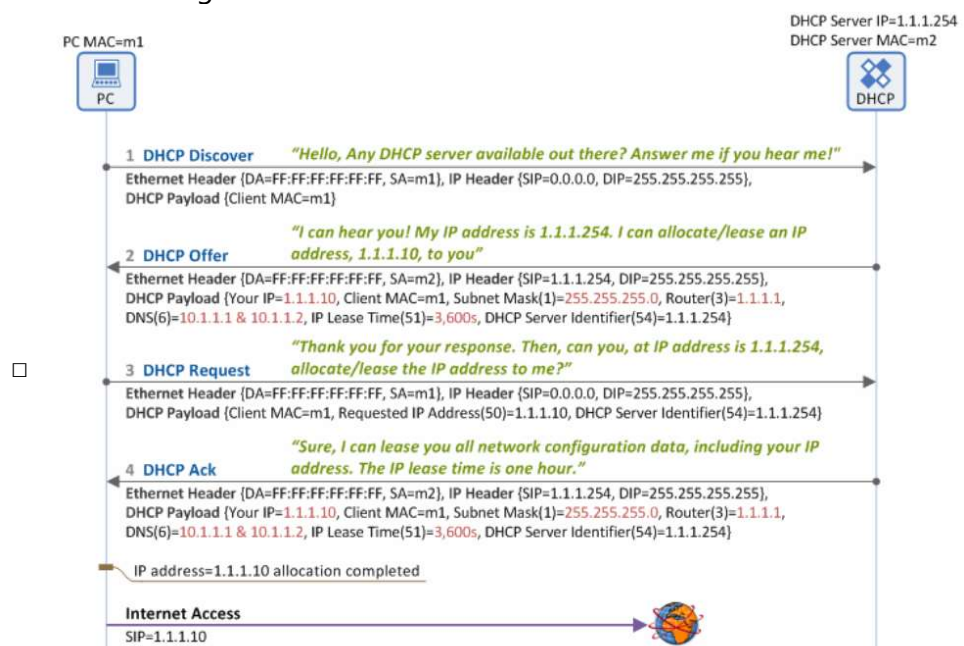 DHCP Server IP=1.1.1.254
PC MAC=m1
DHCP Server MAC=m2
PC
DHCP
1 DHCP Discover "Hello, Any DHCP server available out there? Answer me if you hear me!"
Ethernet Header {DA=FF:FF:FF:FF:FF:FF, SA=m1}, IP Header {SIP=0.0.0.0, DIP=255.255.255.255},
DHCP Payload {Client MAC=m1}
"I can hear you! My IP address is 1.1.1.254. I can allocate/lease an IP
2 DHCP Offer address, 1.1.1.10, to you"
Ethernet Header {DA=FF:FF:FF:FF:FF:FF, SA=m2}, IP Header {SIP=1.1.1.254, DIP=255.255.255.255},
DHCP Payload {Your IP=1.1.1.10, Client MAC=m1, Subnet Mask(1)=255.255.255.0, Router(3)=1.1.1.1,
DNS(6)=10.1.1.1 & 10.1.1.2, IP Lease Time(51)=3,600s, DHCP Server Identifier(54)=1.1.1.254}
"Thank you for your response. Then, can you, at IP address is 1.1.1.254,
3 DHCP Request allocate/lease the IP address to me?"
Ethernet Header {DA=FF:FF:FF:FF:FF:FF, SA=m1}, IP Header {SIP=0.0.0.0, DIP=255.255.255.255},
DHCP Payload {Client MAC=m1, Requested IP Address(50)=1.1.1.10, DHCP Server Identifier(54)=1.1.1.254}
"Sure, I can lease you all network configuration data, including your IP
4 DHCP Ack address. The IP lease time is one hour."
Ethernet Header {DA=FF:FF:FF:FF:FF:FF, SA=m2}, IP Header {SIP=1.1.1.254, DIP=255.255.255.255},
DHCP Payload {Your IP=1.1.1.10, Client MAC=m1, Subnet Mask(1)=255.255.255.0, Router(3)=1.1.1.1,
DNS(6)=10.1.1.1 & 10.1.1.2, IP Lease Time(51)=3,600s, DHCP Server Identifier(54)=1.1.1.254}
IP address=1.1.1.10 allocation completed
Internet Access
SIP=1.1.1.10